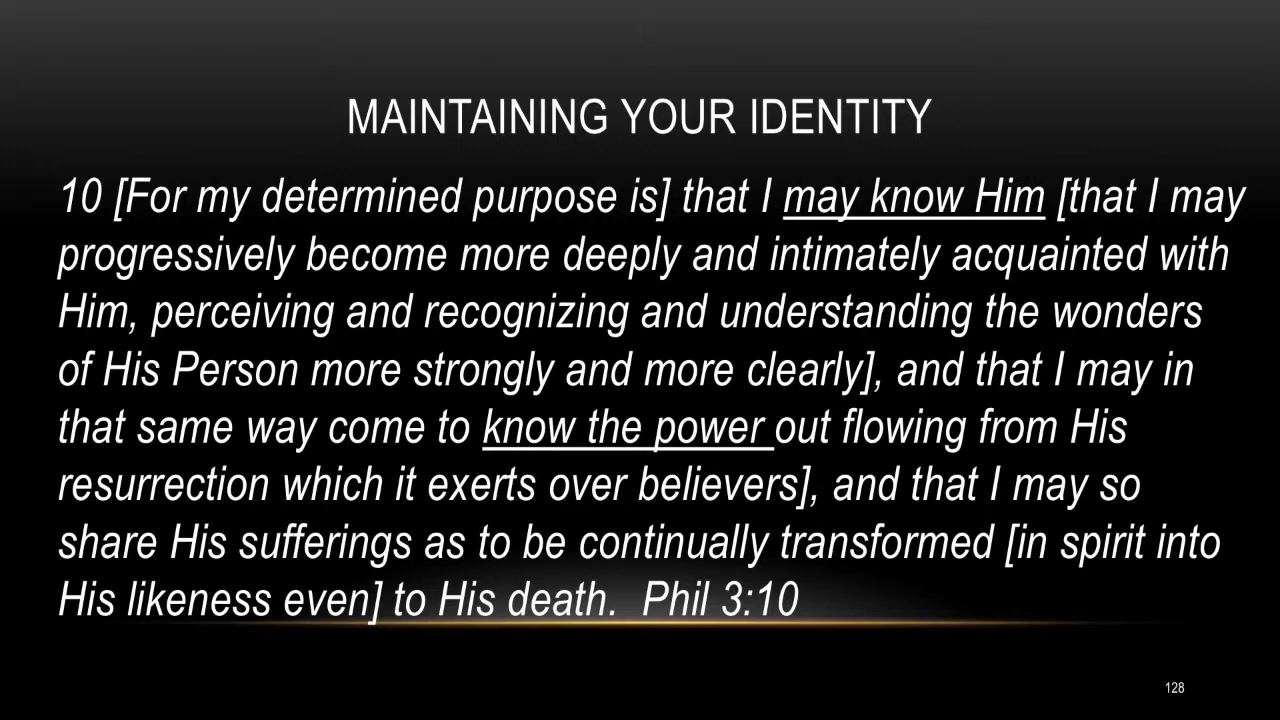 MAINTAINING YOUR IDENTITY
10 [For my determined purpose is] that I may know Him [that I may
progressively become more deeply and intimately acquainted with
Him, perceiving and recognizing and understanding the wonders
of His Person more strongly and more clearly], and that I may in
that same way come to know the power out flowing from His
resurrection which it exerts over believers], and that I may so
share His sufferings as to be continually transformed [in spirit into
His likeness even] to His death.  Phil 3:10
128